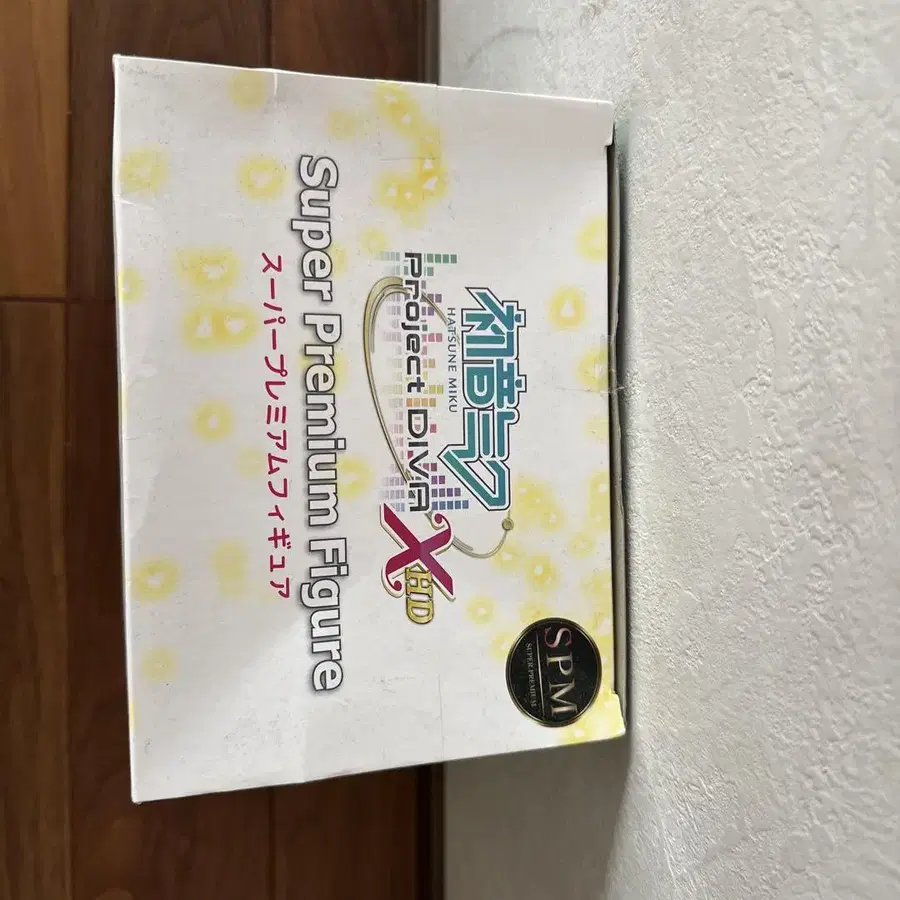 初音ミク
HATSUNE MIKU
Project DIVA
X HD
Super Premium Figure
スーパープレミアムフィギュア
SPM
SUPER PREMIUM